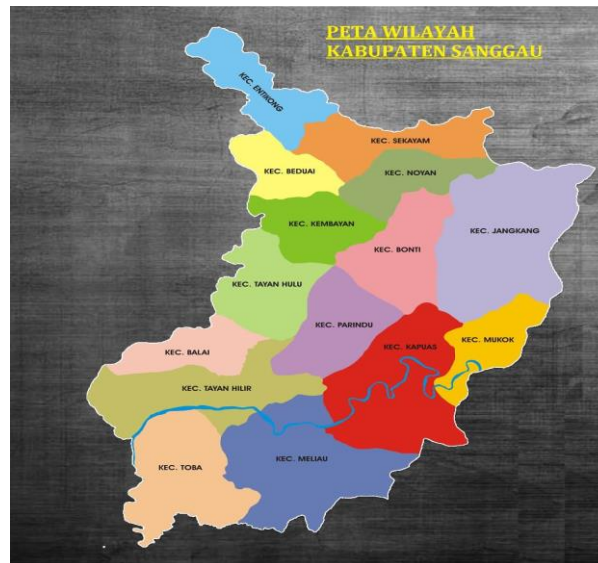 PETA WILAYAH
KABUPATEN SANGGAU
KEC. ENTIKONG
KEC. SEKAYAM
KEC. BEDUAI
KEC. NOYAN
KEC. KEMBAYAN
KEC. JANGKANG
KEC. BONTI
KEC. TAYAN HULU
KEC. PARINDU
KEC. MUKOK
KEC. KAPUAS
KEC. BALAI
KEC. TAYAN HILIR
KEC. MELIAU
KEC. TOBA